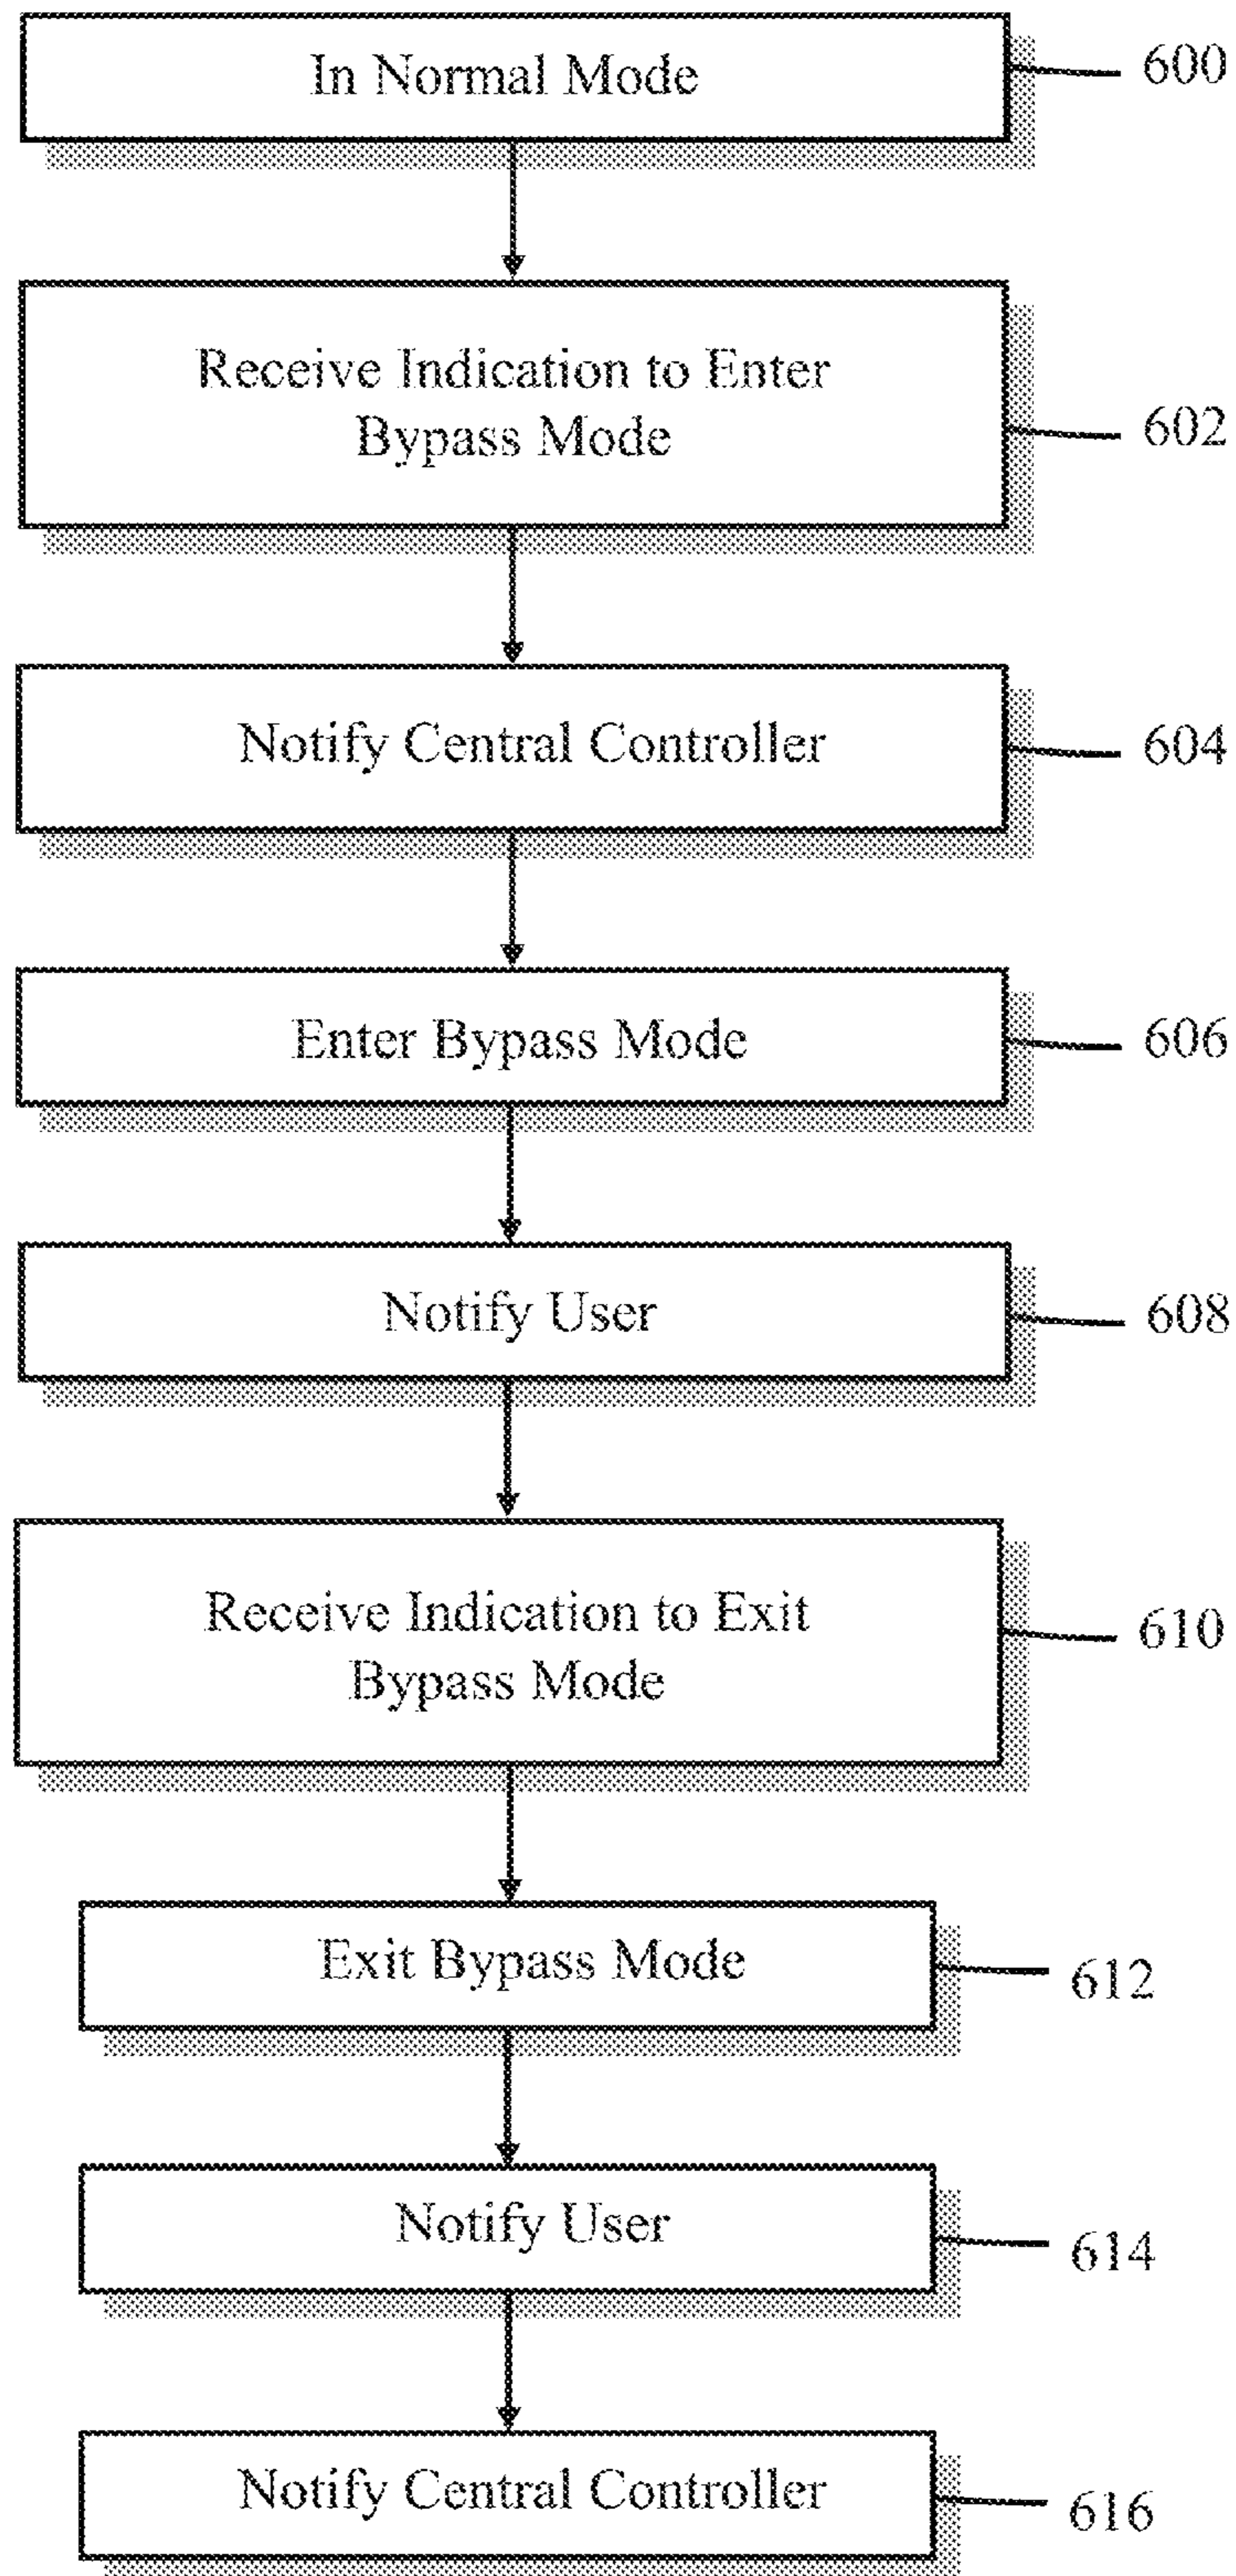 In Normal Mode
600
Receive Indication to Enter
Bypass Mode
602
Notify Central Controller
604
Enter Bypass Mode
606
Notify User
608
Receive Indication to Exit
Bypass Mode
610
Exit Bypass Mode
612
Notify User
614
Notify Central Controller
616